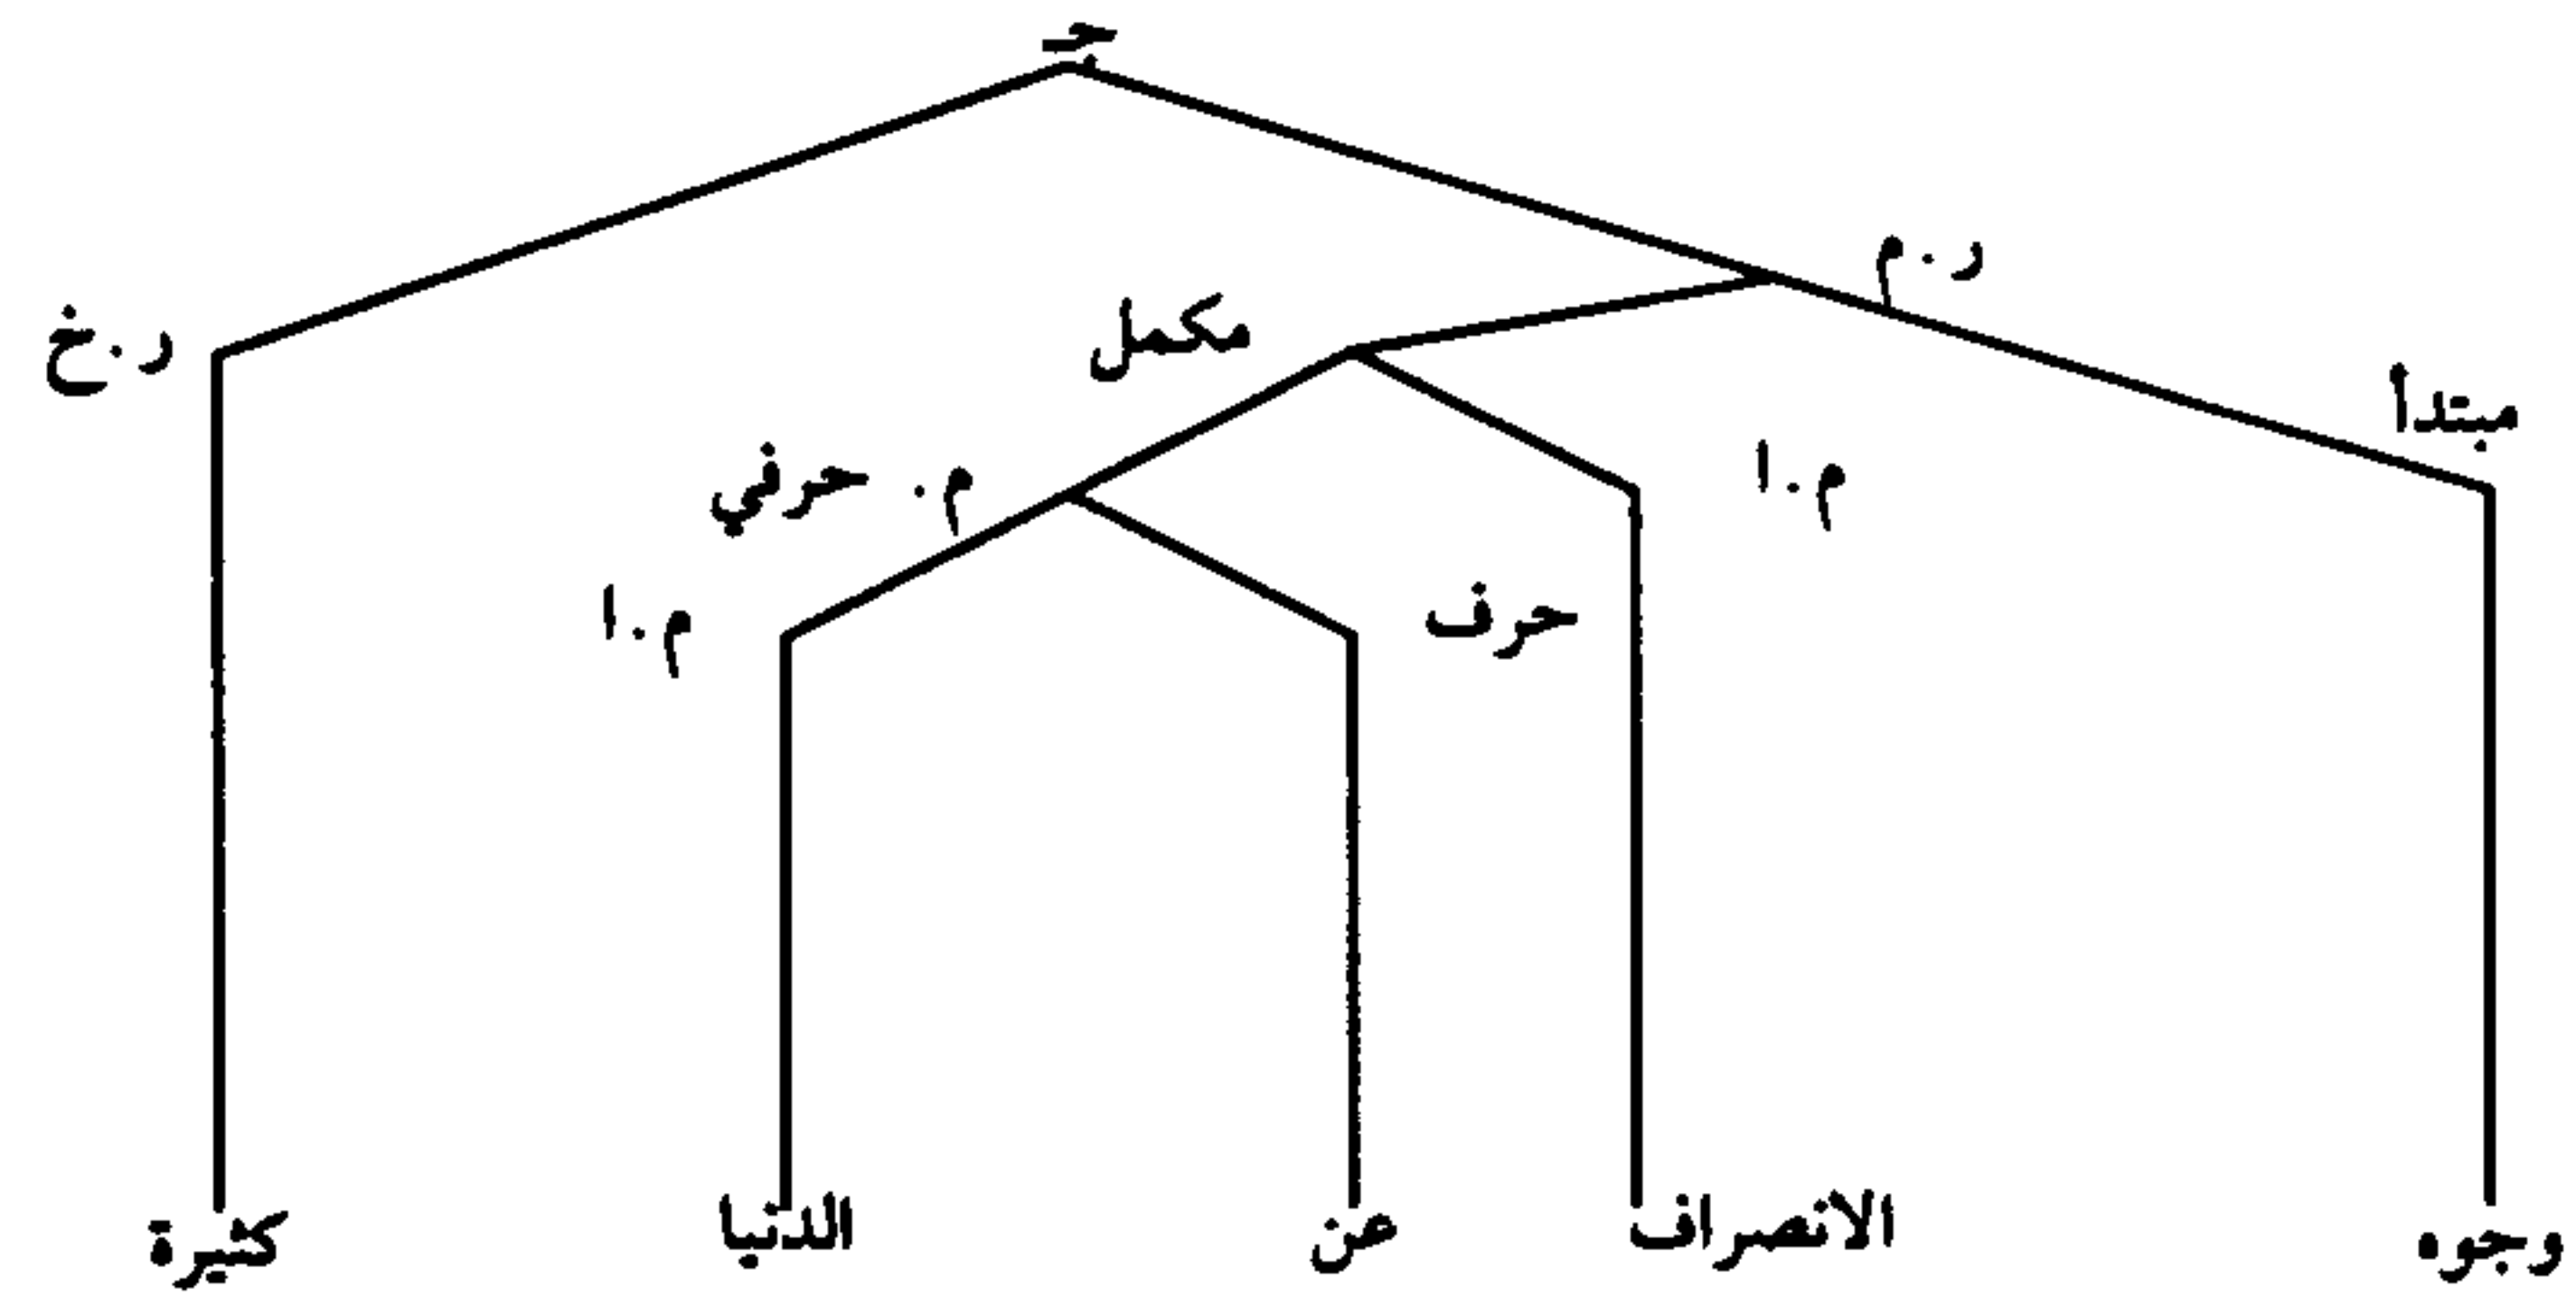 جـ
ر.م
مكمل
ر.خ
مبتدأ
م.ا
م. حرفي
حرف
م.ا
وجوه الانصراف عن الدنيا كثيرة